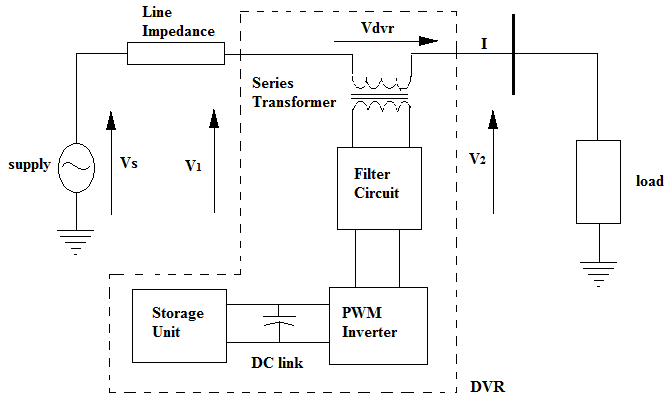 Line
Impedance
Vdvr
I
Series
Transformer
supply
Vs
V1
V2
Filter
Circuit
load
Storage
Unit
PWM
Inverter
DC link
DVR